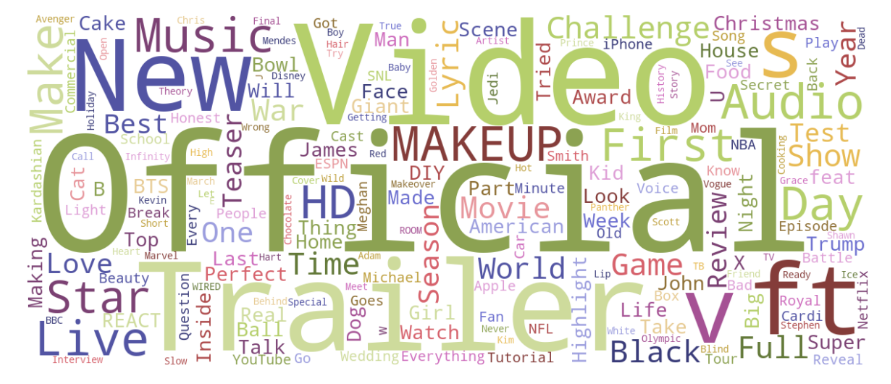 Avenger
Commercial
Make
Cake
Open
New
Chris
Music
Final
Hair
Try
Mendes
Got
Boy
True
Artist
Video
Man
SNL
Disney
Baby
Golden
Lyric
Scene
Jedi
Tried
Prince
Challenge
iPhone
Award
Getting
Christmas
House
Song
Food
Secret
History
Story
See
S
Play
Back
Year
Dead
U
Audio
Holiday
Theory
Bowl
Will
War
Face
Giant
Best
Honest
Teaser
Wrong
James
Cast
ESPN
Red
MAKEUP
Smith
King
Film
First
Mom
NBA
Cooking
Test
Show
Kardashian
Call
School
Infinity
High
Cat
B
BTS
March
Light
Kevin
Break
Short
Every
Let
People
Official
HD
Cover
Wild
Makeover
DIY
Meghan
Made
Hot
Part
Minute
Movie
American
Kid
Look
Week
Old
Voice
Know
Vogue
Grace
feat
Day
Panther
Scott
Night
Episode
Shawn
Trump
Making
Top
Heart
Love
Beauty
Marvel
One
Chocolate
Thing
Home
ROOM
Last
Hart
Perfect
Time
Adam
Michael
Season
Car
World
Lip
Game
TB
TV
Review
X
Battle
Friend
Bad
Ready
Ice
Netflix
Star
REACT
Question
WIRED
Inside
Behind
Real
Ball
Special
Trailer
Meet
Dog
Goes
W
Girl
Apple
Fan
Never
NFL
Highlight
White
John
Box
Life
Take
Olympic
v
Big
Blind
Royal
Cardi
Stephen
ft
BBC
Live
Interview
Slow
Talk
YouTube
Go
Wedding
Watch
Everything
Kim
Tutorial
Black
Tour
Full
Super
Reveal